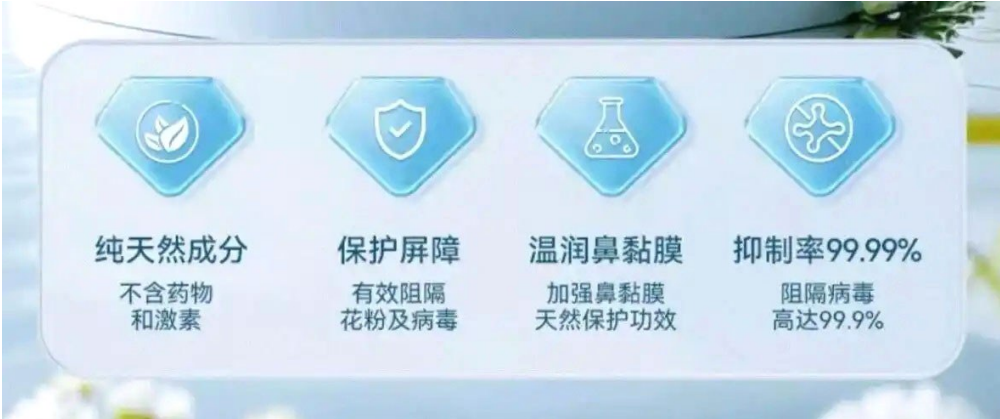 纯天然成分
不含药物
和激素
保护屏障
有效阻隔
花粉及病毒
温润鼻黏膜
加强鼻黏膜
天然保护功效
抑制率99.99%
阻隔病毒
高达99.9%